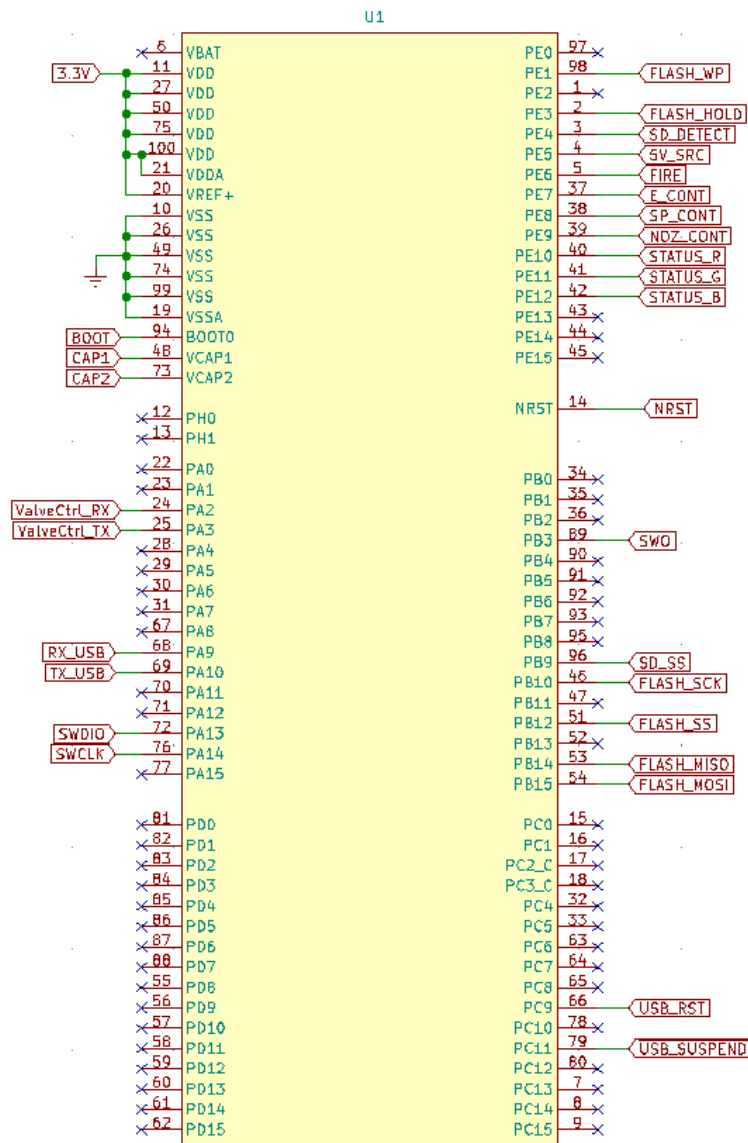 U1
6 VBAT PE0 97
3.3V 11 VDD PE1 98 FLASH_WP
27 VDD PE2 1
50 VDD PE3 2 FLASH_HOLD
75 VDD PE4 3 SD_DETECT
100 VDD PE5 4 5V_SRC
21 VDDA PE6 5 FIRE
20 VREF+ PE7 37 E_CONT
10 VSS PE8 38 SP_CONT
26 VSS PE9 39 NOZ_CONT
49 VSS PE10 40 STATUS_R
74 VSS PE11 41 STATUS_G
99 VSS PE12 42 STATUS_B
19 VSSA PE13 43
BOOT 94 BOOT0 PE14 44
CAP1 48 VCAP1 PE15 45
CAP2 73 VCAP2
NRST 14 NRST
12 PH0
13 PH1
22 PA0 PB0 34
23 PA1 PB1 35
ValveCtrl_RX 24 PA2 PB2 36
ValveCtrl_TX 25 PA3 PB3 89 SWO
28 PA4 PB4 90
29 PA5 PB5 91
30 PA6 PB6 92
31 PA7 PB7 93
67 PA8 PB8 95
RX_USB 68 PA9 PB9 96 SD_SS
TX_USB 69 PA10 PB10 46 FLASH_SCK
70 PA11 PB11 47
71 PA12 PB12 51 FLASH_SS
SWDIO 72 PA13 PB13 52
SWCLK 76 PA14 PB14 53 FLASH_MISO
77 PA15 PB15 54 FLASH_MOSI
81 PD0 PC0 15
82 PD1 PC1 16
83 PD2 PC2_C 17
84 PD3 PC3_C 18
85 PD4 PC4 32
86 PD5 PC5 33
87 PD6 PC6 63
88 PD7 PC7 64
55 PD8 PC8 65
56 PD9 PC9 66 USB_RST
57 PD10 PC10 78
58 PD11 PC11 79 USB_SUSPEND
59 PD12 PC12 80
60 PD13 PC13 7
61 PD14 PC14 8
62 PD15 PC15 9